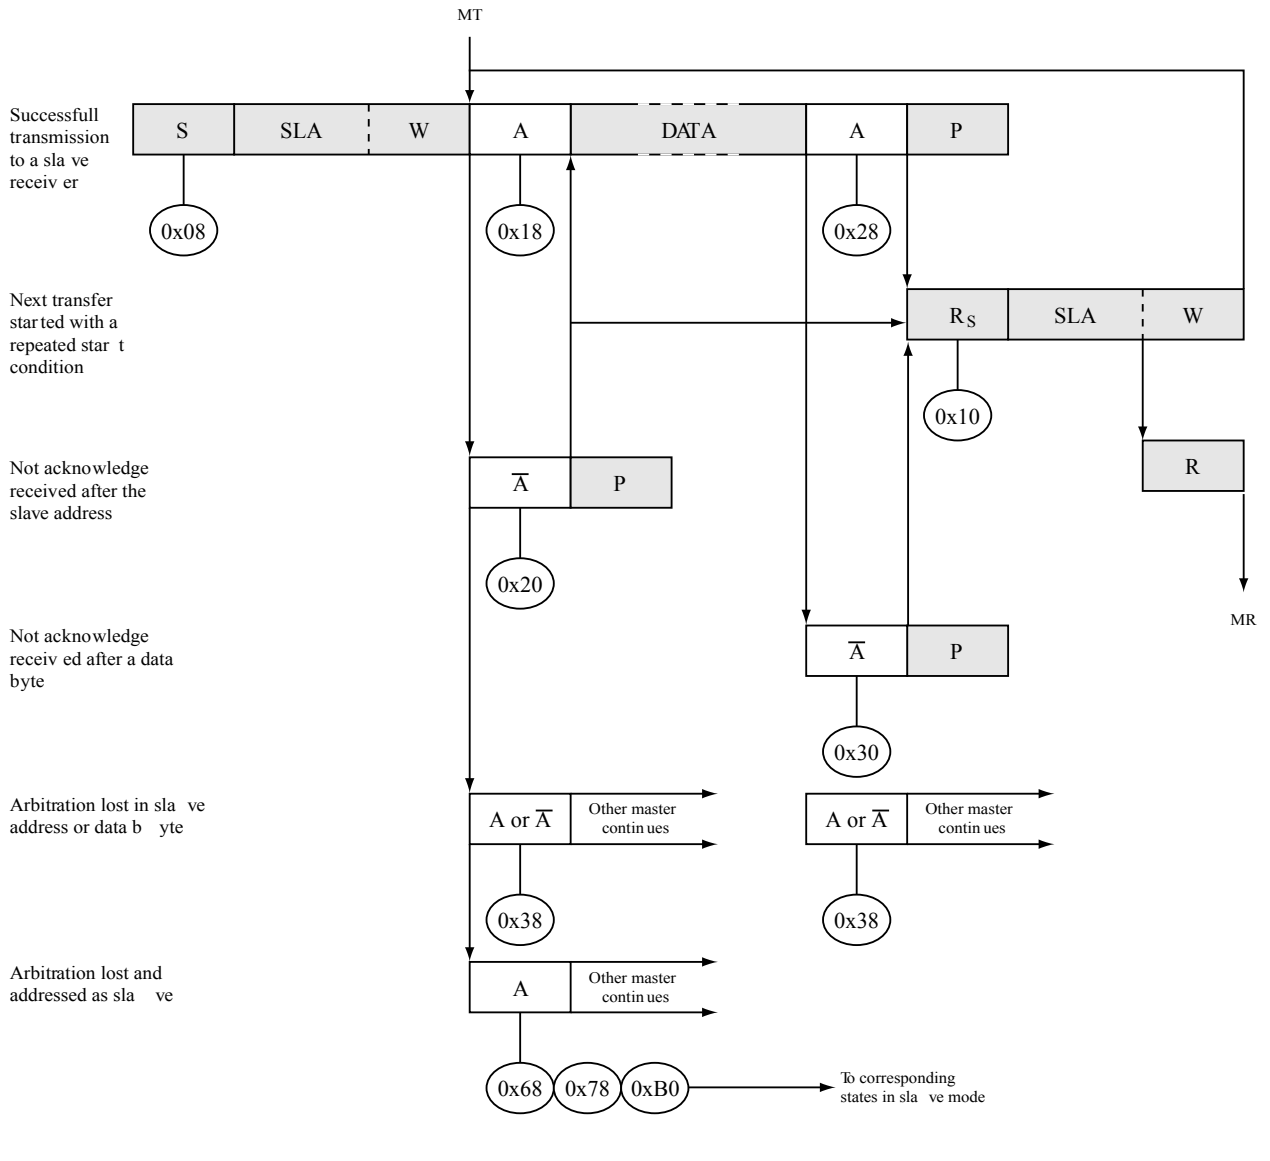 MT
Successfull
transmission
to a sla ve
receiv er
S SLA W A DATA A P
0x08 0x18 0x28
Next transfer
star ted with a
repeated star t
condition
RS SLA W
0x10
Not acknowledge
received after the
slave address
A̅ P
R
0x20
MR
Not acknowledge
receiv ed after a data
byte
A̅ P
0x30
Arbitration lost in sla ve
address or data b yte
A or A̅
Other master
contin ues
A or A̅
Other master
contin ues
0x38 0x38
Arbitration lost and
addressed as sla ve
A
Other master
contin ues
0x68 0x78 0xB0
To corresponding
states in sla ve mode